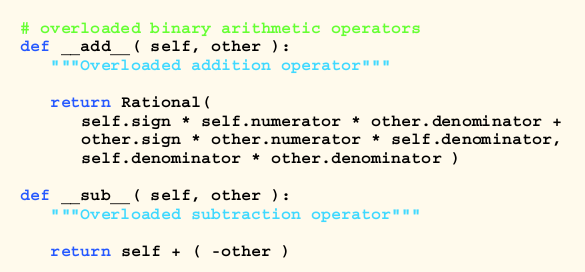 # overloaded binary arithmetic operators
def __add__( self, other ):
   """Overloaded addition operator"""

   return Rational(
      self.sign * self.numerator * other.denominator +
      other.sign * other.numerator * self.denominator,
      self.denominator * other.denominator )

def __sub__( self, other ):
   """Overloaded subtraction operator"""

   return self + ( -other )